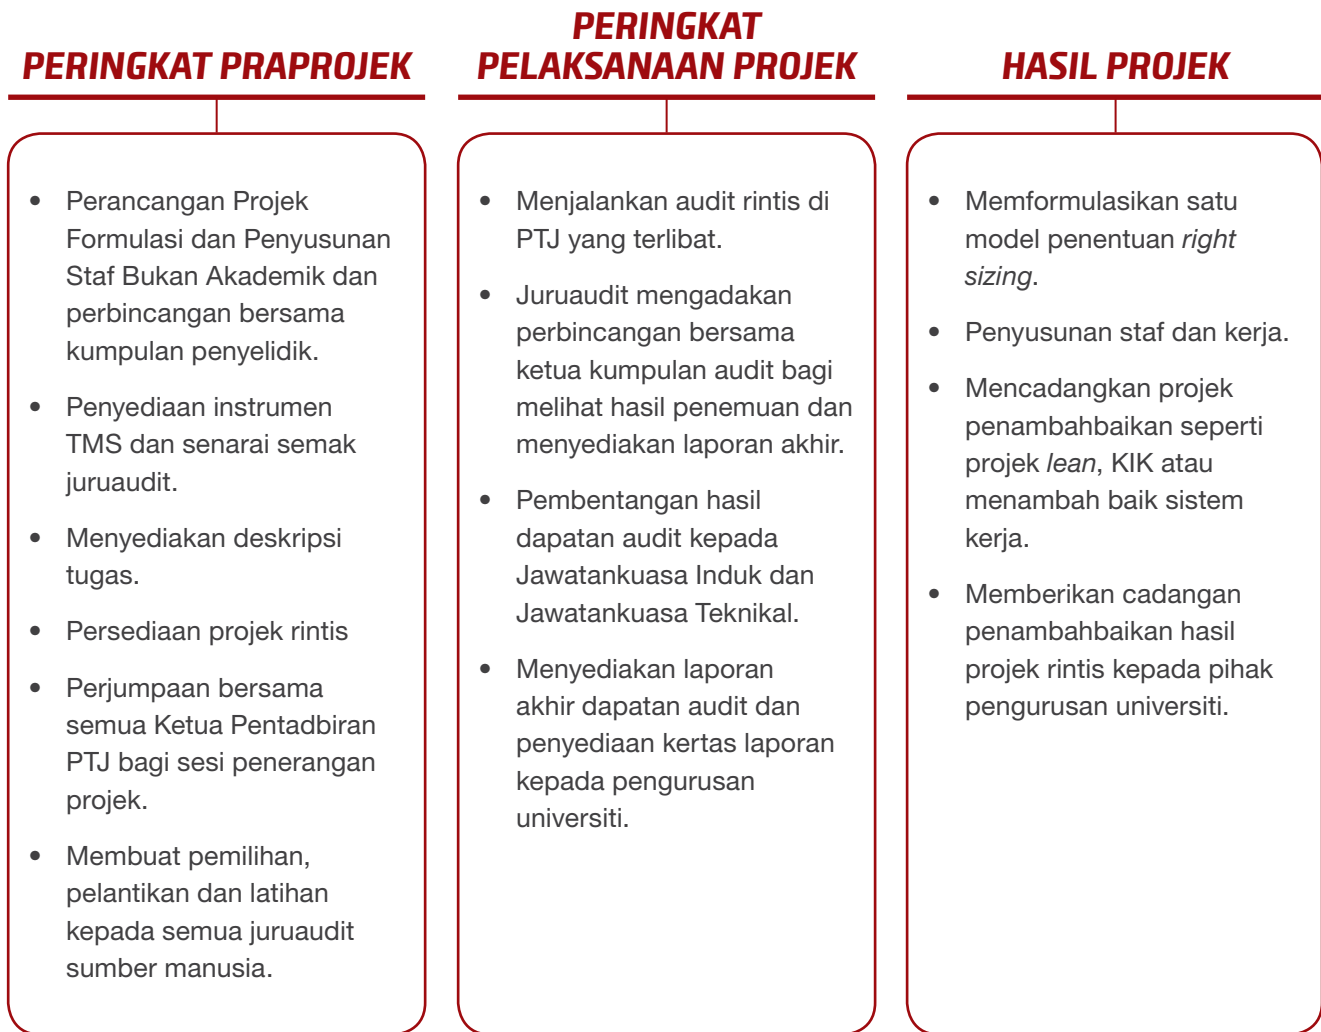 PERINGKAT PRAPROJEK
• Perancangan Projek
Formulasi dan Penyusunan
Staf Bukan Akademik dan
perbincangan bersama
kumpulan penyelidik.
• Penyediaan instrumen
TMS dan senarai semak
juruaudit.
• Menyediakan deskripsi
tugas.
• Persediaan projek rintis
• Perjumpaan bersama
semua Ketua Pentadbiran
PTJ bagi sesi penerangan
projek.
• Membuat pemilihan,
pelantikan dan latihan
kepada semua juruaudit
sumber manusia.
PERINGKAT
PELAKSANAAN PROJEK
• Menjalankan audit rintis di
PTJ yang terlibat.
• Juruaudit mengadakan
perbincangan bersama
ketua kumpulan audit bagi
melihat hasil penemuan dan
menyediakan laporan akhir.
• Pembentangan hasil
dapatan audit kepada
Jawatankuasa Induk dan
Jawatankuasa Teknikal.
• Menyediakan laporan
akhir dapatan audit dan
penyediaan kertas laporan
kepada pengurusan
universiti.
HASIL PROJEK
• Memformulasikan satu
model penentuan right
sizing.
• Penyusunan staf dan kerja.
• Mencadangkan projek
penambahbaikan seperti
projek lean, KIK atau
menambah baik sistem
kerja.
• Memberikan cadangan
penambahbaikan hasil
projek rintis kepada pihak
pengurusan universiti.